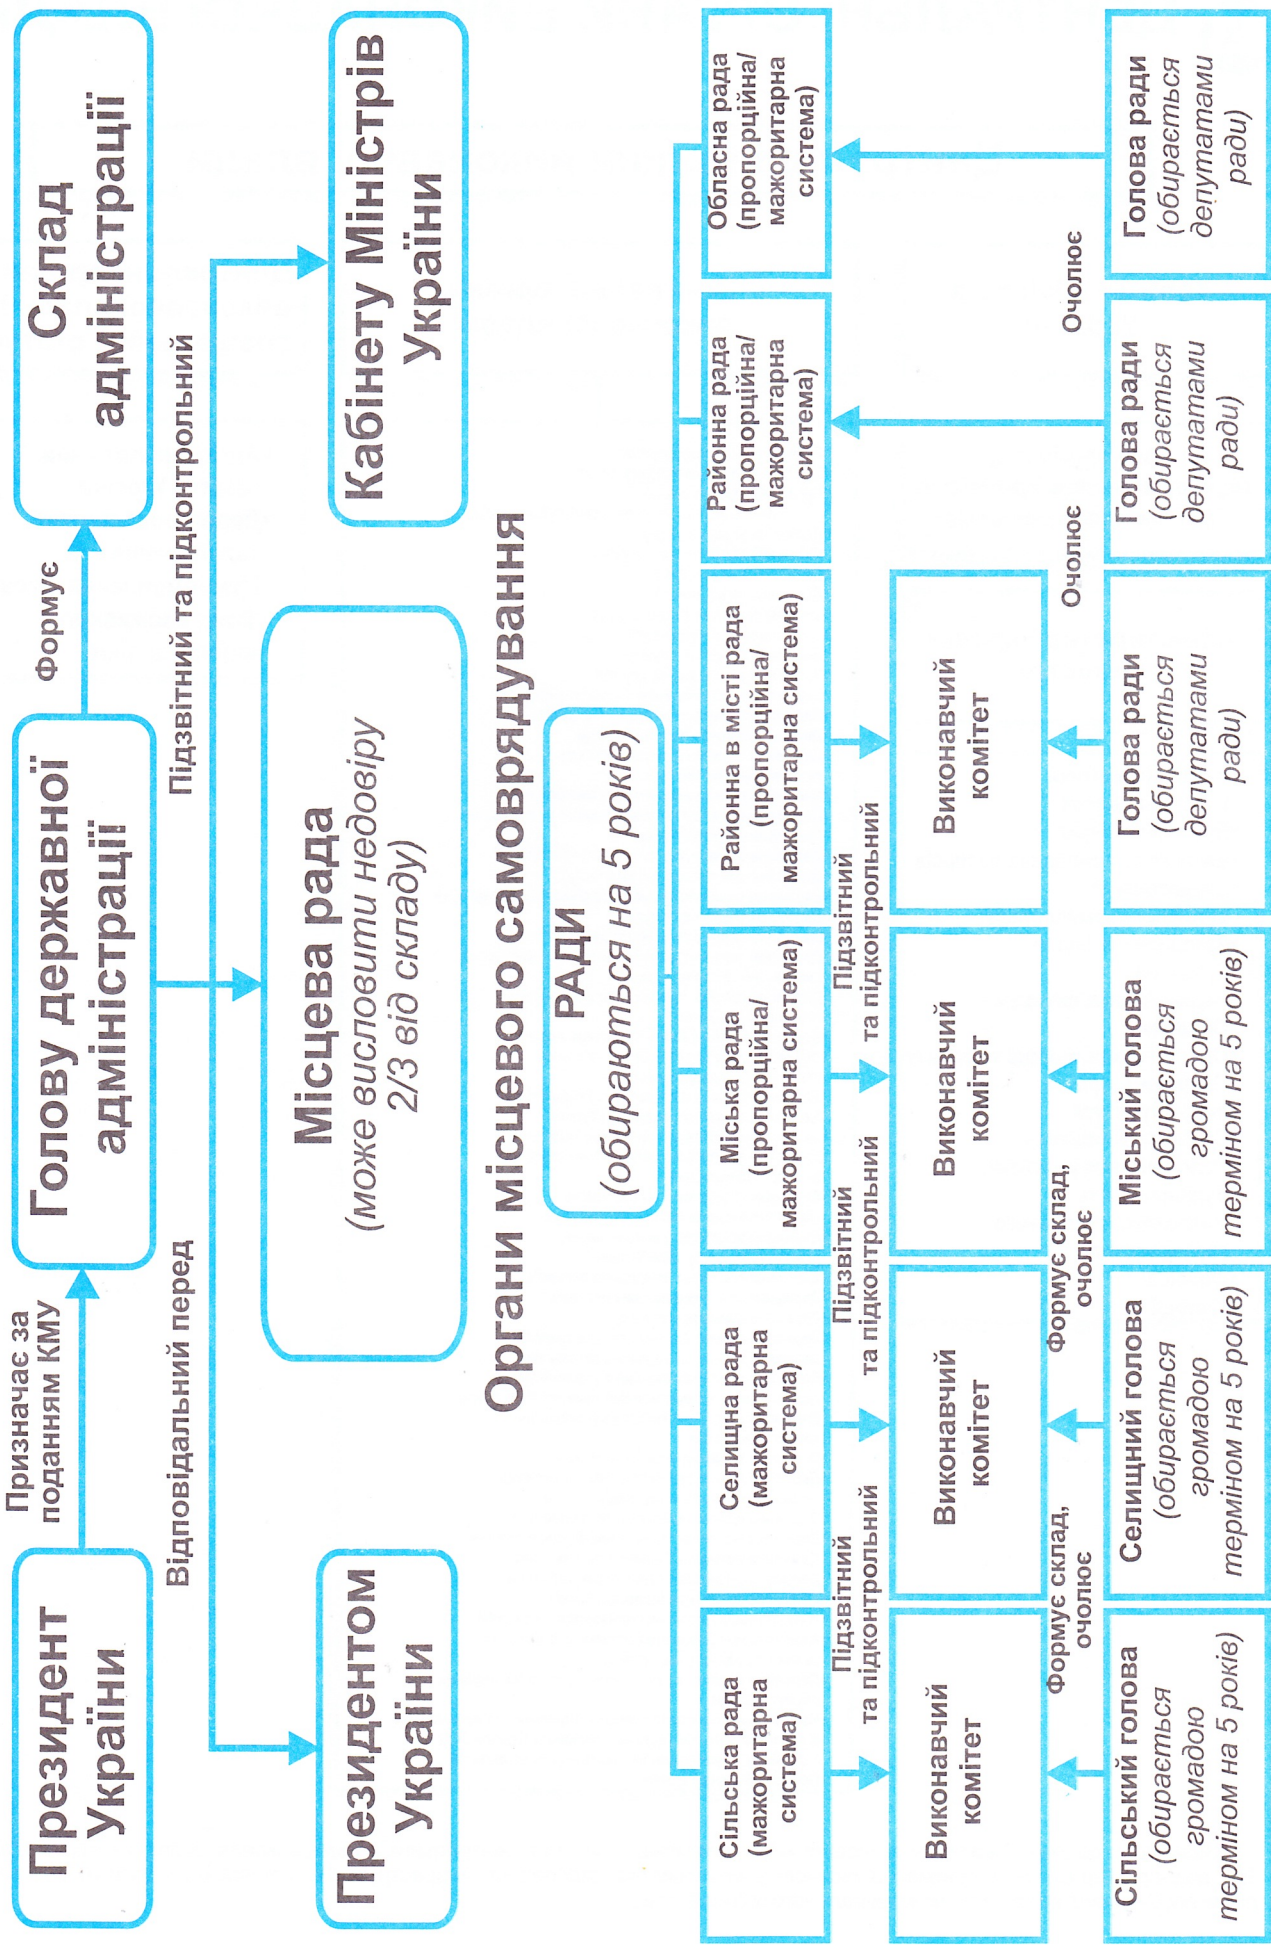 Президент
України
Призначає за
поданням КМУ
Голову державної
адміністрації
Формує
Склад
адміністрації
Відповідальний перед
Підзвітний та підконтрольний
Президентом
України
Місцева рада
(може висловити недовіру
2/3 від складу)
Кабінету Міністрів
України
Органи місцевого самоврядування
РАДИ
(обираються на 5 років)
Сільська рада
(мажоритарна
система)
Селищна рада
(мажоритарна
система)
Міська рада
(пропорційна/
мажоритарна система)
Районна в місті рада
(пропорційна/
мажоритарна система)
Районна рада
(пропорційна/
мажоритарна
система)
Обласна рада
(пропорційна/
мажоритарна
система)
Підзвітний
та підконтрольний
Підзвітний
та підконтрольний
Підзвітний
та підконтрольний
Виконавчий
комітет
Виконавчий
комітет
Виконавчий
комітет
Виконавчий
комітет
Формує склад,
очолює
Формує склад,
очолює
Очолює
Очолює
Сільський голова
(обирається
громадою
терміном на 5 років)
Селищний голова
(обирається
громадою
терміном на 5 років)
Міський голова
(обирається
громадою
терміном на 5 років)
Голова ради
(обирається
депутатами
ради)
Голова ради
(обирається
депутатами
ради)
Голова ради
(обирається
депутатами
ради)